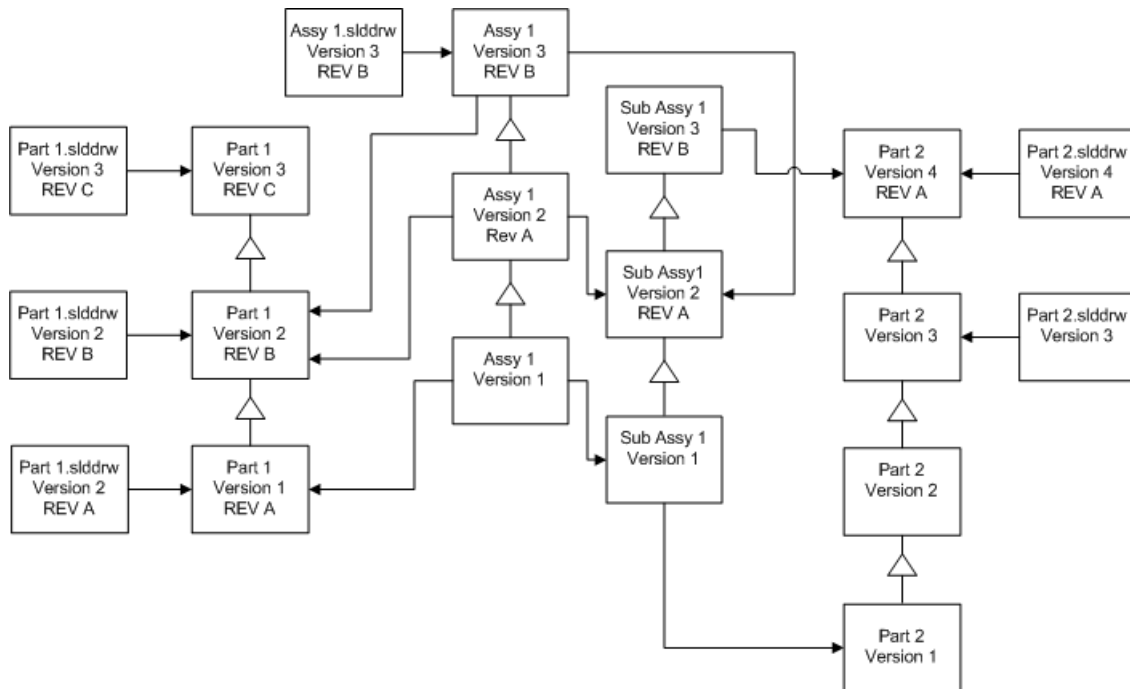 Assy 1.slddrw
Version 3
REV B
Assy 1
Version 3
REV B
Sub Assy 1
Version 3
REV B
Part 1.slddrw
Version 3
REV C
Part 1
Version 3
REV C
Part 2
Version 4
REV A
Part 2.slddrw
Version 4
REV A
Assy 1
Version 2
Rev A
Sub Assy1
Version 2
REV A
Part 1.slddrw
Version 2
REV B
Part 1
Version 2
REV B
Part 2
Version 3
Part 2.slddrw
Version 3
Assy 1
Version 1
Sub Assy 1
Version 1
Part 1.slddrw
Version 2
REV A
Part 1
Version 1
REV A
Part 2
Version 2
Part 2
Version 1